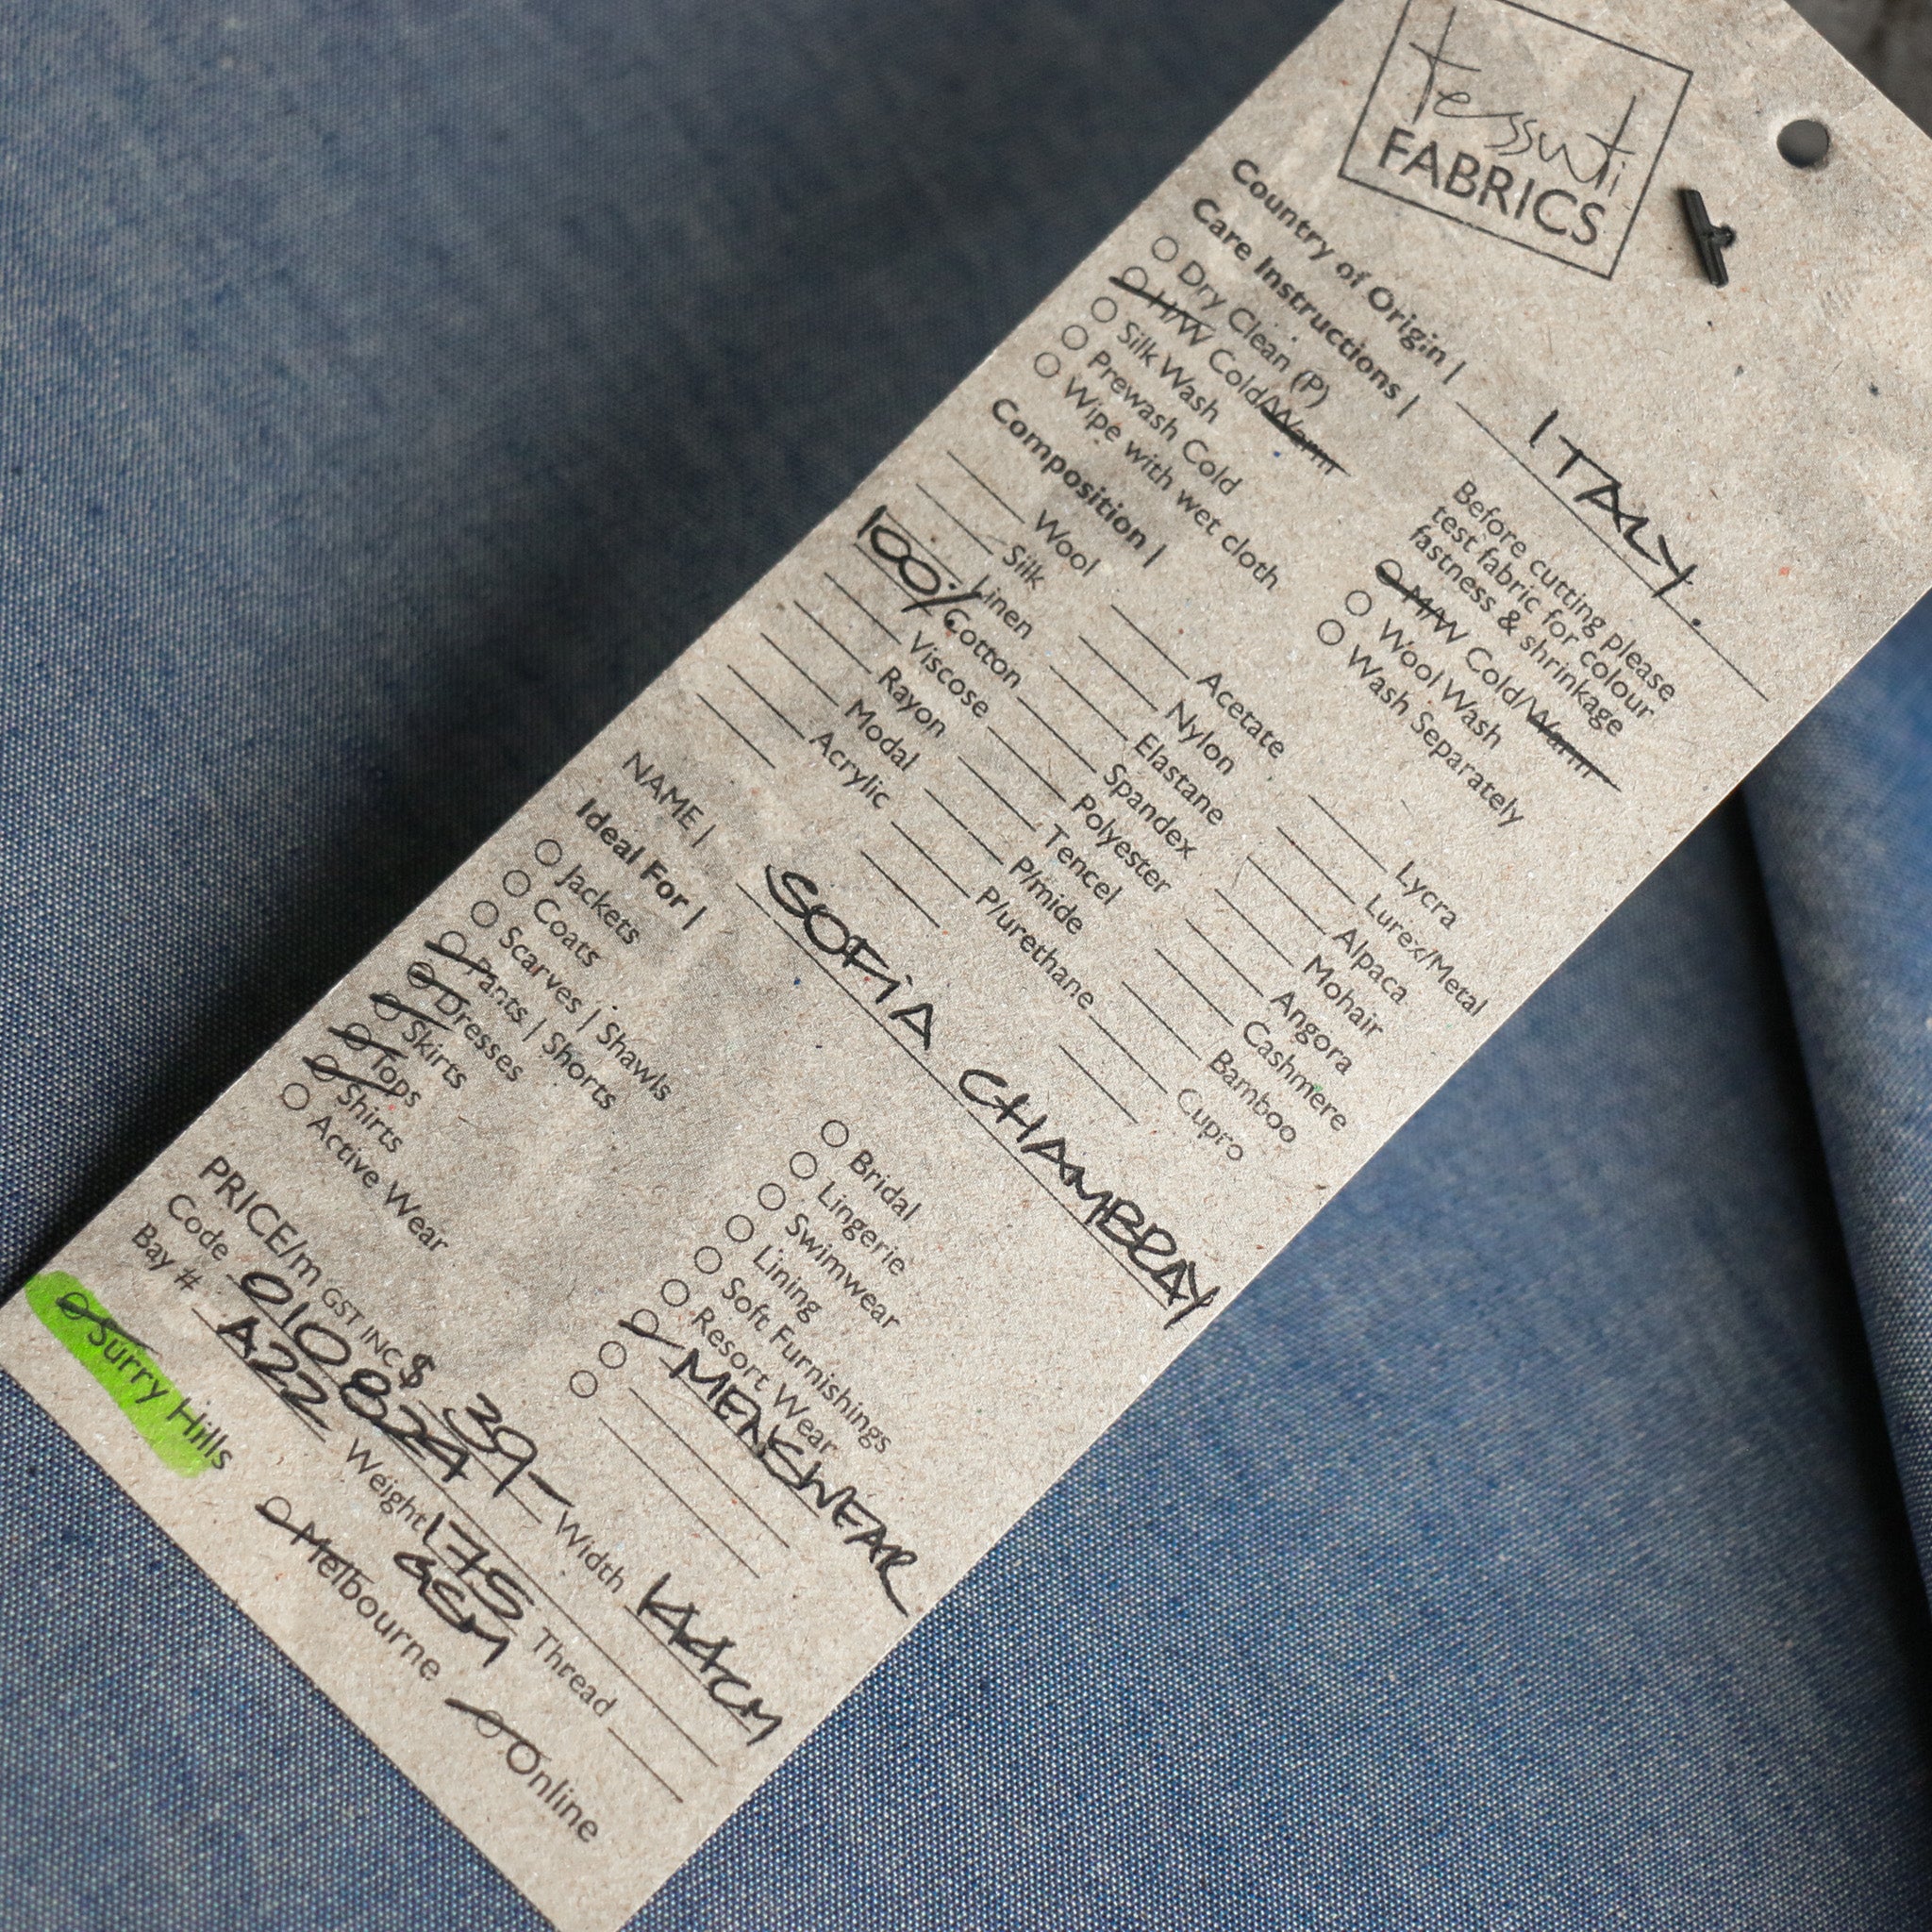 tessuti
FABRICS
Country of Origin | ITALY.
Care Instructions |
Before cutting please
test fabric for colour
fastness & shrinkage
Dry Clean (P)
H/W Cold/Warm
M/W Cold/Warm
Silk Wash
Wool Wash
Prewash Cold
Wash Separately
Wipe with wet cloth
Composition |
Wool Acetate Lycra
Silk Nylon Lurex/Metal
Linen Elastane Alpaca
100% Cotton Spandex Mohair
Viscose Polyester Angora
Rayon Tencel Cashmere
Modal P/mide Bamboo
Acrylic P/urethane Cupro
NAME | SOFIA CHAMBRAY
Ideal For |
Jackets Bridal
Coats Lingerie
Scarves | Shawls Swimwear
Pants | Shorts Lining
Dresses Soft Furnishings
Skirts Resort Wear
Tops MENSWEAR
Shirts
Active Wear
PRICE/m GST INC $ 39- Width 144CM
Code 010824
Bay # A22 Weight 175 GSM Thread
Surry Hills Melbourne Online